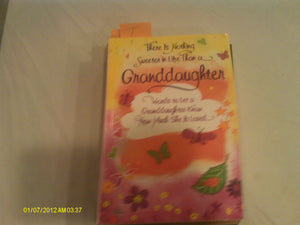 There Is Nothing
Sweeter in Life Than a
Granddaughter
Words to Let a
Granddaughter Know
How Much She Is Loved
01/07/2012 AM03:37